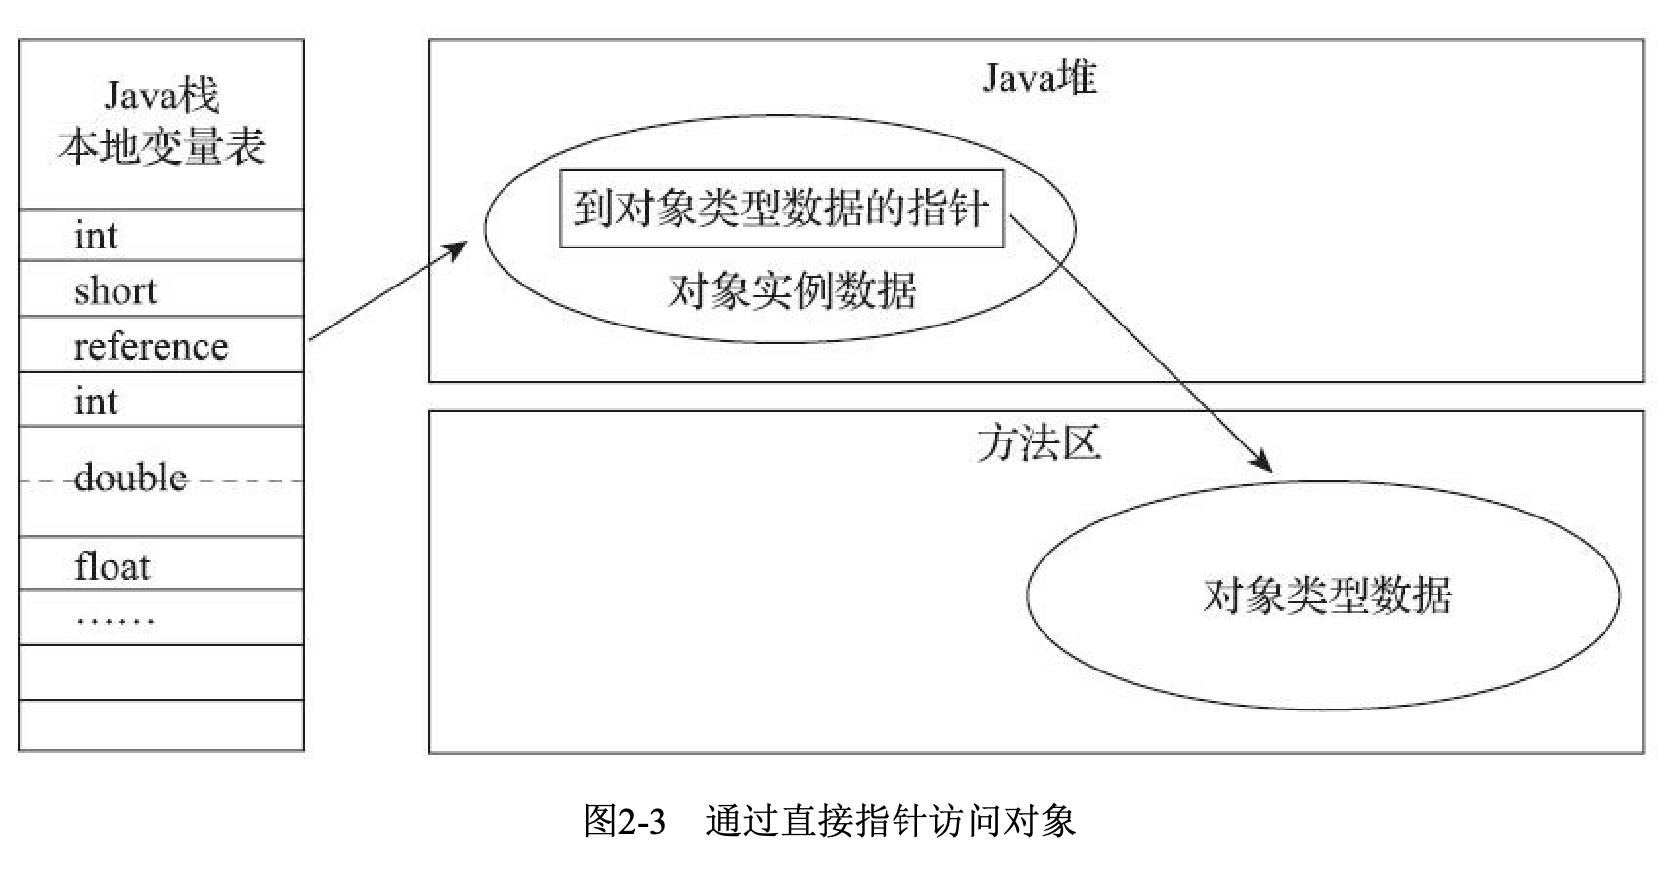 Java栈
本地变量表
int
short
reference
int
double
float
……
Java堆
到对象类型数据的指针
对象实例数据
方法区
对象类型数据
图2-3 通过直接指针访问对象